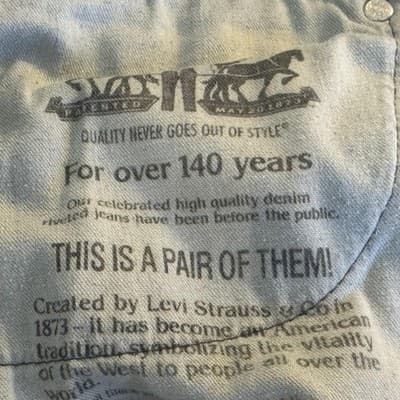 PATENTED MAY 20 1873
QUALITY NEVER GOES OUT OF STYLE®
For over 140 years
Our celebrated high quality denim
riveted jeans have been before the public.
THIS IS A PAIR OF THEM!
Created by Levi Strauss & Co in
1873 – it has become an American
tradition, symbolizing the vitality
of the West to people all over the
World.